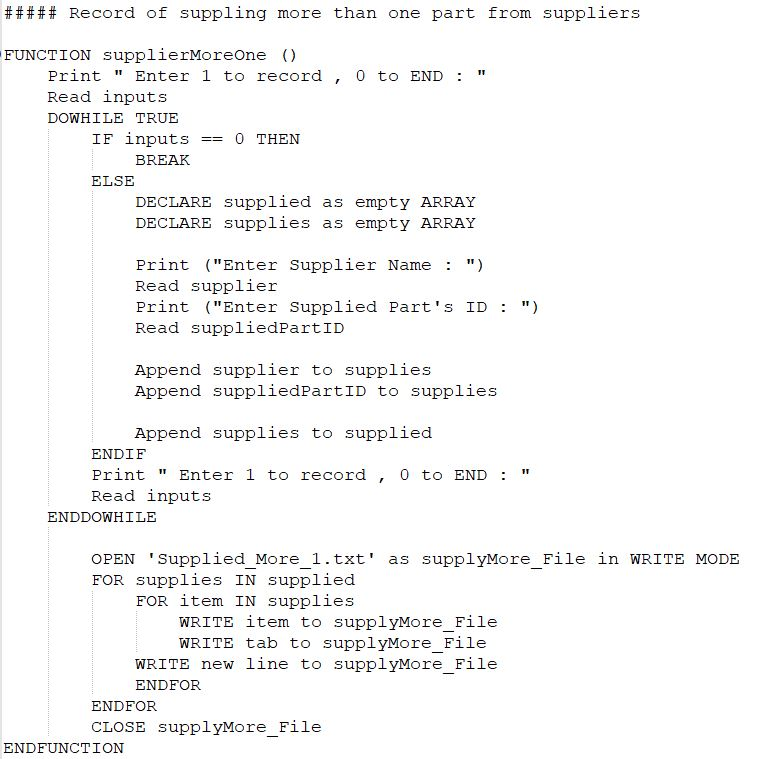 ##### Record of suppling more than one part from suppliers
FUNCTION supplierMoreOne ()
Print " Enter 1 to record , 0 to END : "
Read inputs
DOWHILE TRUE
IF inputs == 0 THEN
BREAK
ELSE
DECLARE supplied as empty ARRAY
DECLARE supplies as empty ARRAY
Print ("Enter Supplier Name : ")
Read supplier
Print ("Enter Supplied Part's ID : ")
Read suppliedPartID
Append supplier to supplies
Append suppliedPartID to supplies
Append supplies to supplied
ENDIF
Print " Enter 1 to record , 0 to END : "
Read inputs
ENDDOWHILE
OPEN 'Supplied_More_1.txt' as supplyMore_File in WRITE MODE
FOR supplies IN supplied
FOR item IN supplies
WRITE item to supplyMore_File
WRITE tab to supplyMore_File
WRITE new line to supplyMore_File
ENDFOR
ENDFOR
CLOSE supplyMore_File
ENDFUNCTION